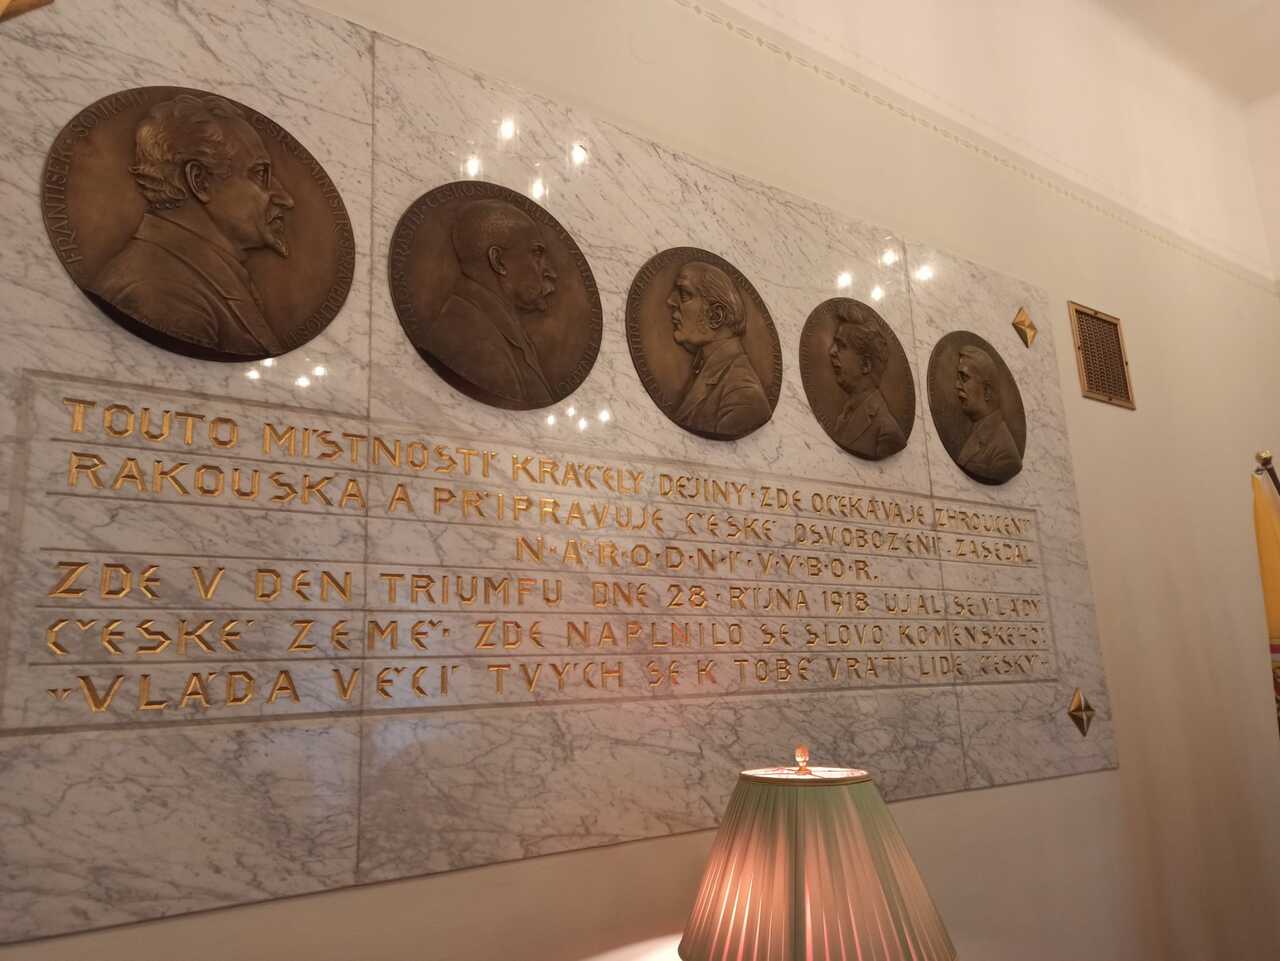 FRANTIŠEK
TOUTO MÍSTNOSTÍ KRÁČELY DĚJINY · ZDE OČEKÁVAJE ZHROUCENÍ
RAKOUSKA A PŘIPRAVUJE ČESKÉ OSVOBOZENÍ · ZASEDAL
N·Á·R·O·D·N·Í·V·Ý·B·O·R.
ZDE V DEN TRIUMFU DNE 28 · ŘÍJNA 1918 UJAL SE VLÁDY
ČESKÉ ZEMĚ · ZDE NAPLNILO SE SLOVO KOMENSKÉHO:
„VLÁDA VĚCÍ TVÝCH SE K TOBĚ VRÁTÍ LIDE ČESKÝ“